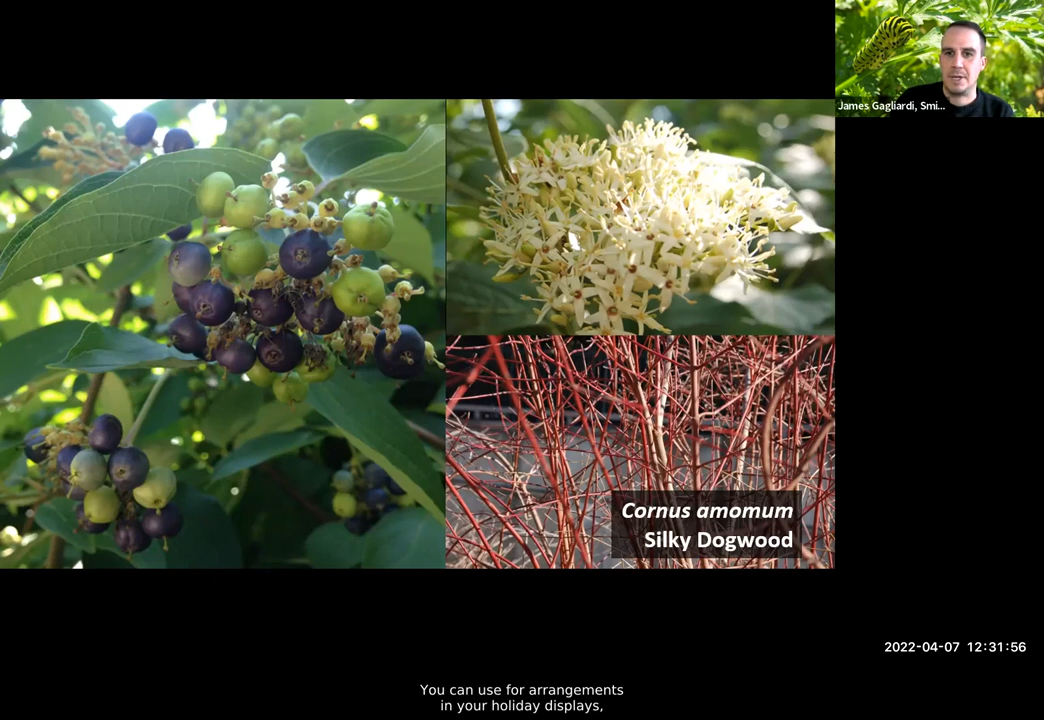 James Gagliardi, Smi...
Cornus amomum
Silky Dogwood
2022-04-07 12:31:56
You can use for arrangements
in your holiday displays,